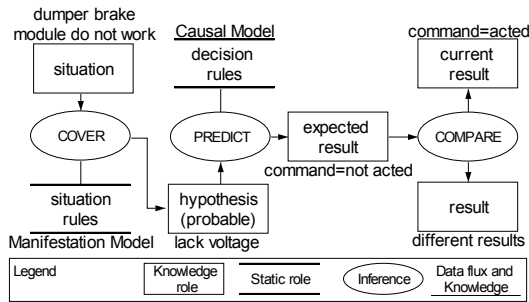 dumper brake
module do not work
situation
COVER
situation
rules
Manifestation Model
Causal Model
decision
rules
PREDICT
hypothesis
(probable)
lack voltage
expected
result
command=not acted
command=acted
current
result
COMPARE
result
different results
Legend
Knowledge
role
Static role
Inference
Data flux and
Knowledge